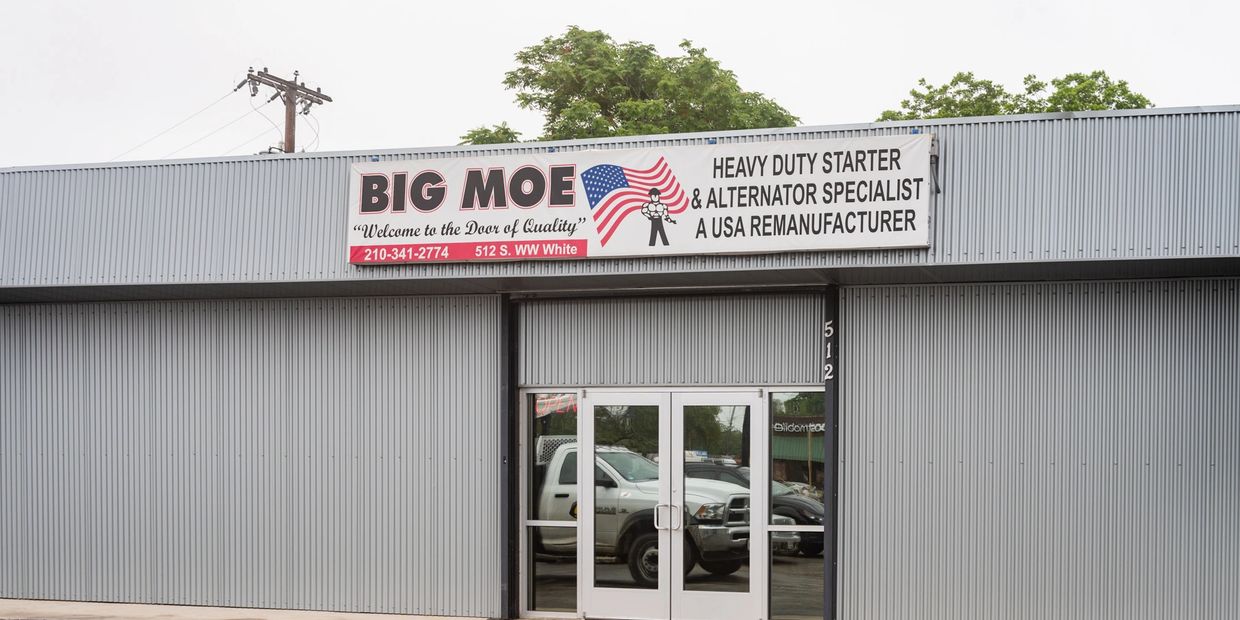 BIG MOE
“Welcome to the Door of Quality”
210-341-2774 512 S. WW White
HEAVY DUTY STARTER
& ALTERNATOR SPECIALIST
A USA REMANUFACTURER
512
OPEN